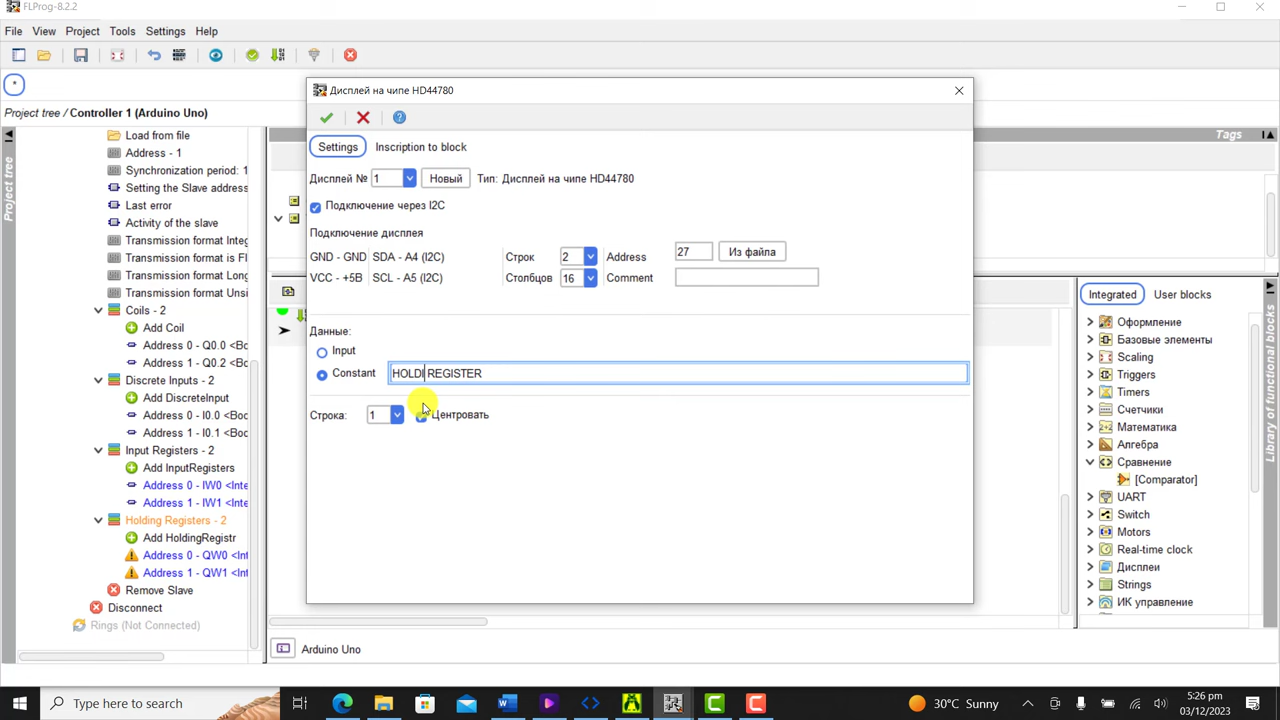 FLProg-8.2.2
File View Project Tools Settings Help
Project tree / Controller 1 (Arduino Uno)
Project tree
Load from file
Address - 1
Synchronization period: 1
Setting the Slave address
Last error
Activity of the slave
Transmission format Integ
Transmission format is Fl
Transmission format Long
Transmission format Unsi
Coils - 2
Add Coil
Address 0 - Q0.0 <Bo
Address 1 - Q0.2 <Bo
Discrete Inputs - 2
Add DiscreteInput
Address 0 - I0.0 <Boc
Address 1 - I0.1 <Boc
Input Registers - 2
Add InputRegisters
Address 0 - IW0 <Inte
Address 1 - IW1 <Inte
Holding Registers - 2
Add HoldingRegistr
Address 0 - QW0 <Int
Address 1 - QW1 <Int
Remove Slave
Disconnect
Rings (Not Connected)
Дисплей на чипе HD44780
Settings Inscription to block
Дисплей № 1 Новый Тип: Дисплей на чипе HD44780
Подключение через I2C
Подключение дисплея
GND - GND SDA - A4 (I2C) Строк 2 Address 27 Из файла
VCC - +5B SCL - A5 (I2C) Столбцов 16 Comment
Данные:
Input
Constant HOLDI REGISTER
Строка: 1 Центровать
Tags
Integrated User blocks
Оформление
Базовые элементы
Scaling
Triggers
Timers
Счетчики
Математика
Алгебра
Сравнение
[Comparator]
UART
Switch
Motors
Real-time clock
Дисплеи
Strings
ИК управление
Library of functional blocks
Arduino Uno
Type here to search
30°C Sunny
5:26 pm
03/12/2023